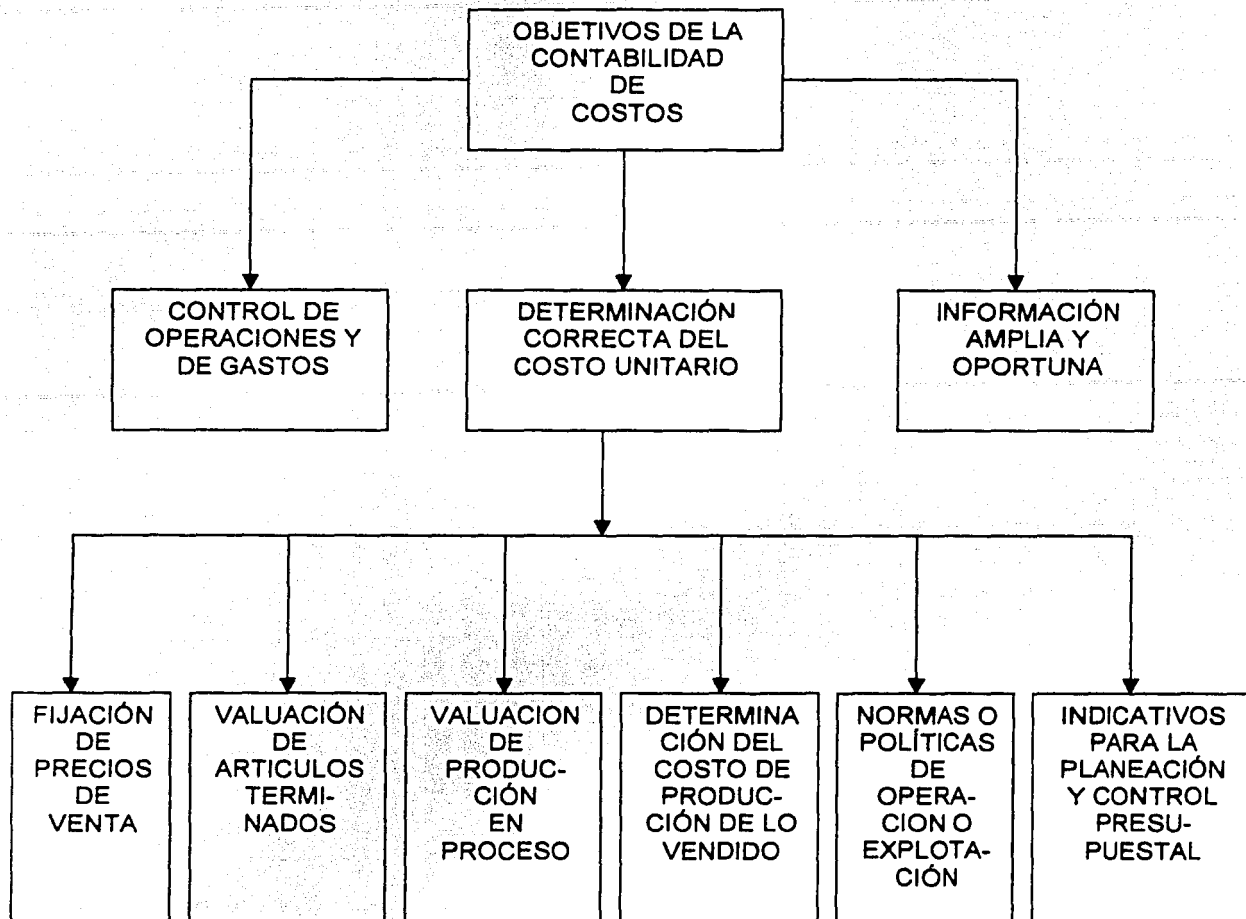 OBJETIVOS DE LA
CONTABILIDAD
DE
COSTOS
CONTROL DE
OPERACIONES Y
DE GASTOS
DETERMINACIÓN
CORRECTA DEL
COSTO UNITARIO
INFORMACIÓN
AMPLIA Y
OPORTUNA
FIJACIÓN
DE
PRECIOS
DE
VENTA
VALUACIÓN
DE
ARTICULOS
TERMI-
NADOS
VALUACION
DE
PRODUC-
CIÓN
EN
PROCESO
DETERMINA
CIÓN DEL
COSTO DE
PRODUC-
CIÓN DE LO
VENDIDO
NORMAS O
POLÍTICAS
DE
OPERA-
CION O
EXPLOTA-
CIÓN
INDICATIVOS
PARA LA
PLANEACIÓN
Y CONTROL
PRESU-
PUESTAL